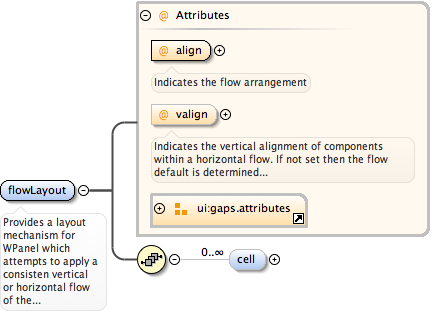 @ Attributes
@ align
Indicates the flow arrangement
@ valign
Indicates the vertical alignment of components
within a horizontal flow. If not set then the flow
default is determined...
ui:gaps.attributes
flowLayout
Provides a layout
mechanism for
WPanel which
attempts to apply a
consisten vertical
or horizontal flow
of the...
0..∞
cell